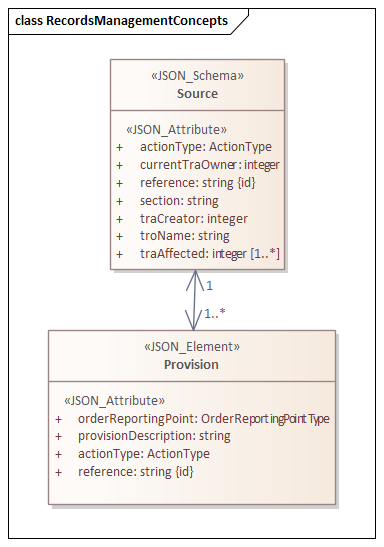 class RecordsManagementConcepts
«JSON_Schema»
Source
«JSON_Attribute»
+ actionType: ActionType
+ currentTraOwner: integer
+ reference: string {id}
+ section: string
+ traCreator: integer
+ troName: string
+ traAffected: integer [1..*]
1
1..*
«JSON_Element»
Provision
«JSON_Attribute»
+ orderReportingPoint: OrderReportingPointType
+ provisionDescription: string
+ actionType: ActionType
+ reference: string {id}